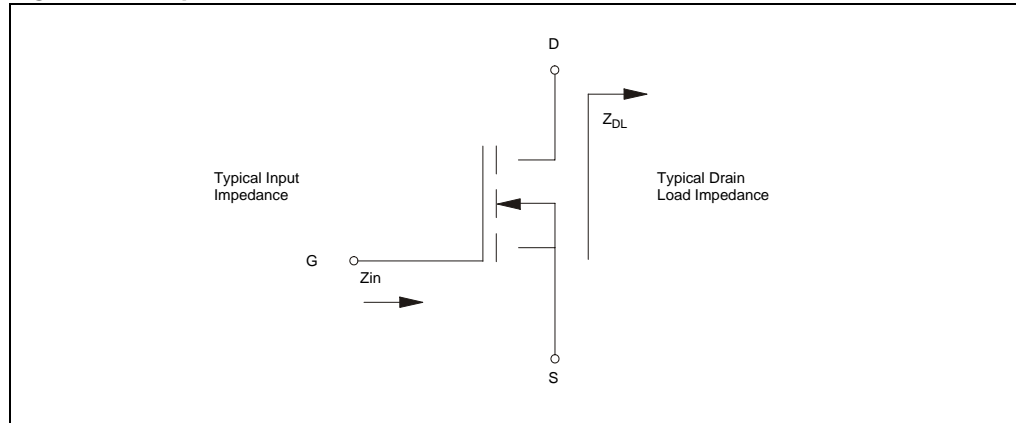 D
Z_DL
Typical Input
Impedance
Typical Drain
Load Impedance
G
Zin
S